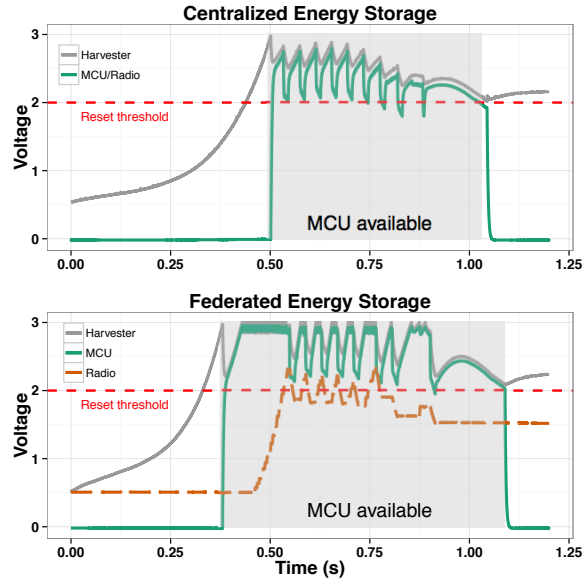 Centralized Energy Storage
3
Harvester
MCU/Radio
2
Reset threshold
Voltage
1
MCU available
0
0.00 0.25 0.50 0.75 1.00 1.25
Federated Energy Storage
3
Harvester
MCU
Radio
2
Reset threshold
Voltage
1
MCU available
0
0.00 0.25 0.50 0.75 1.00 1.25
Time (s)